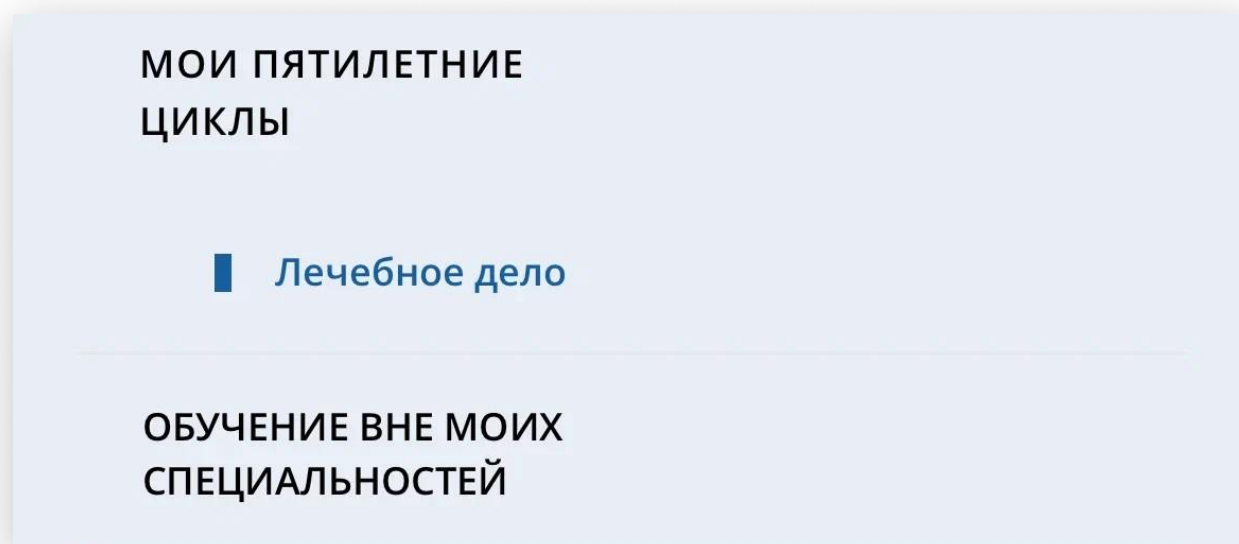 МОИ ПЯТИЛЕТНИЕ
ЦИКЛЫ
Лечебное дело
ОБУЧЕНИЕ ВНЕ МОИХ
СПЕЦИАЛЬНОСТЕЙ